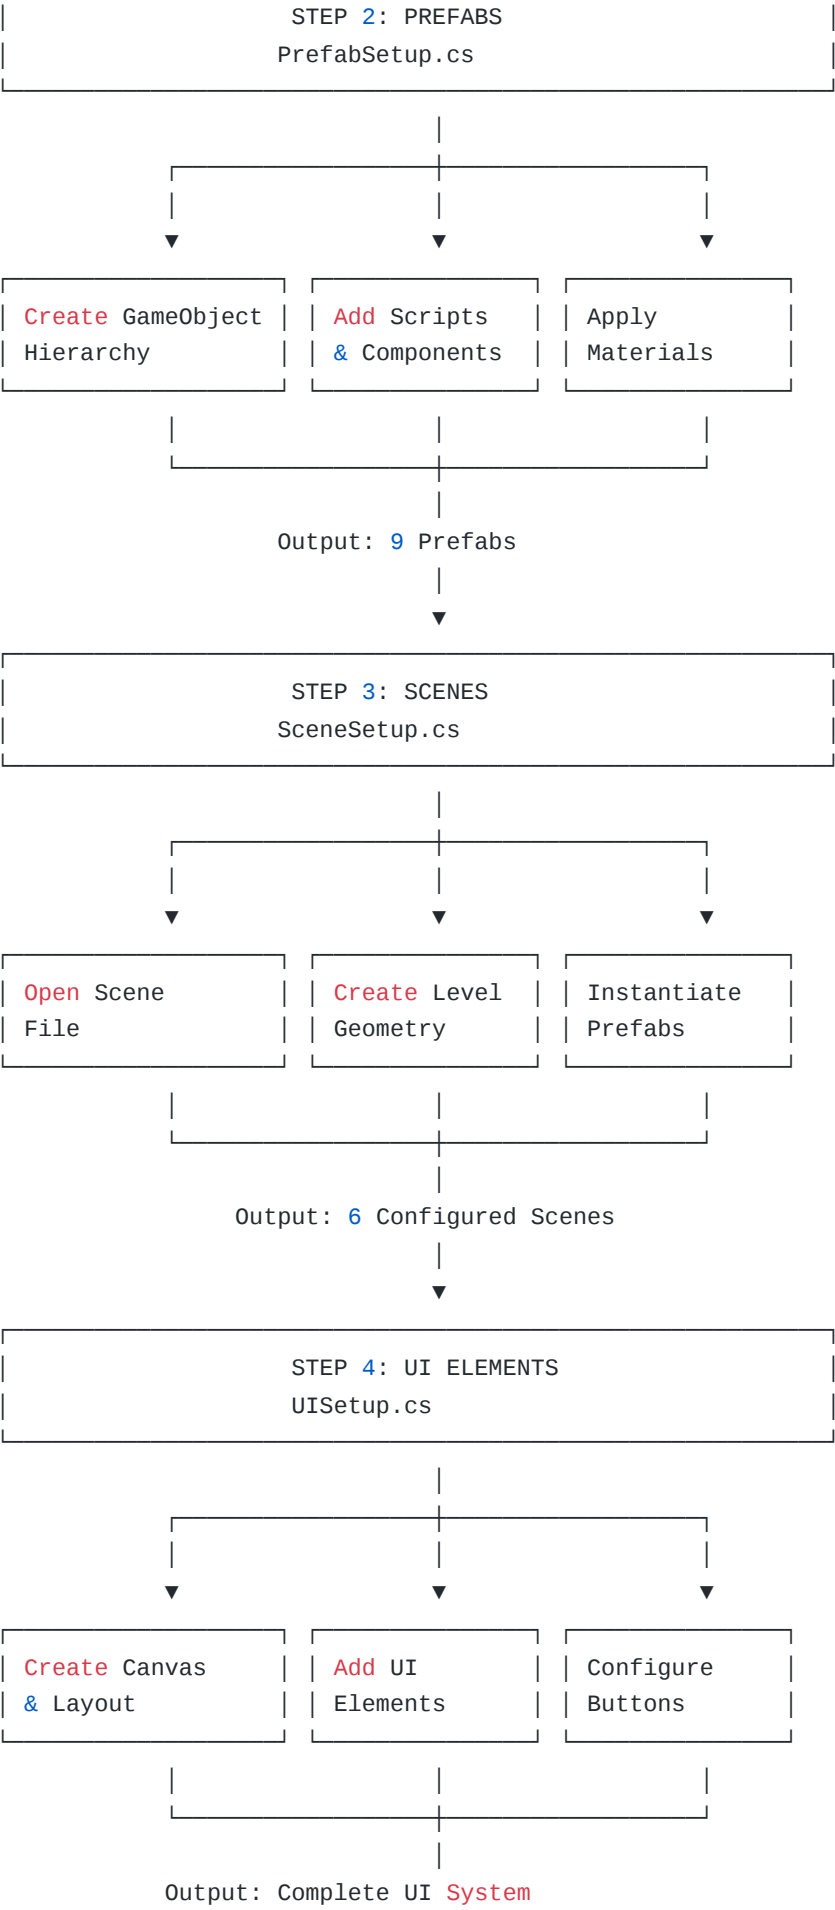 STEP 2: PREFABS
PrefabSetup.cs
Create GameObject Add Scripts Apply
Hierarchy & Components Materials
Output: 9 Prefabs
STEP 3: SCENES
SceneSetup.cs
Open Scene Create Level Instantiate
File Geometry Prefabs
Output: 6 Configured Scenes
STEP 4: UI ELEMENTS
UISetup.cs
Create Canvas Add UI Configure
& Layout Elements Buttons
Output: Complete UI System